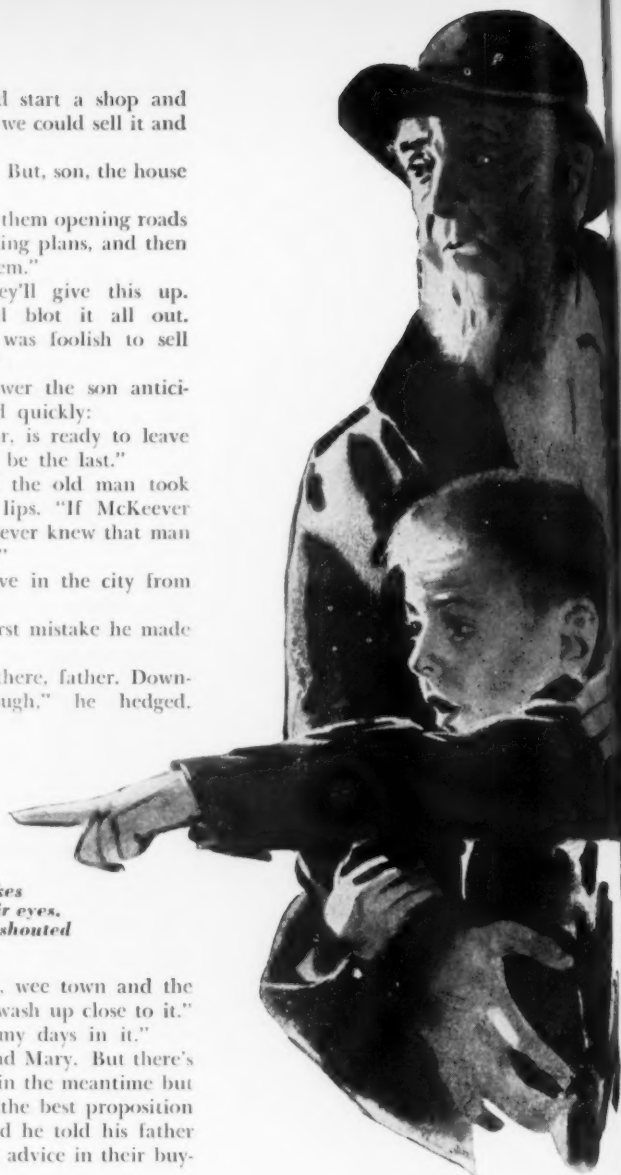 start a shop and
we could sell it and
But, son, the house
them opening roads
ing plans, and then
em."
ey'll give this up.
blot it all out.
was foolish to sell
wer the son antici-
quickly:
r, is ready to leave
be the last."
the old man took
lips. "If McKeever
ever knew that man
"
ve in the city from
rst mistake he made
here, father. Down-
ugh," he hedged.
kes
ir eyes.
shouted
, wee town and the
wash up close to it."
my days in it."
nd Mary. But there's
in the meantime but
the best proposition
d he told his father
advice in their buy-